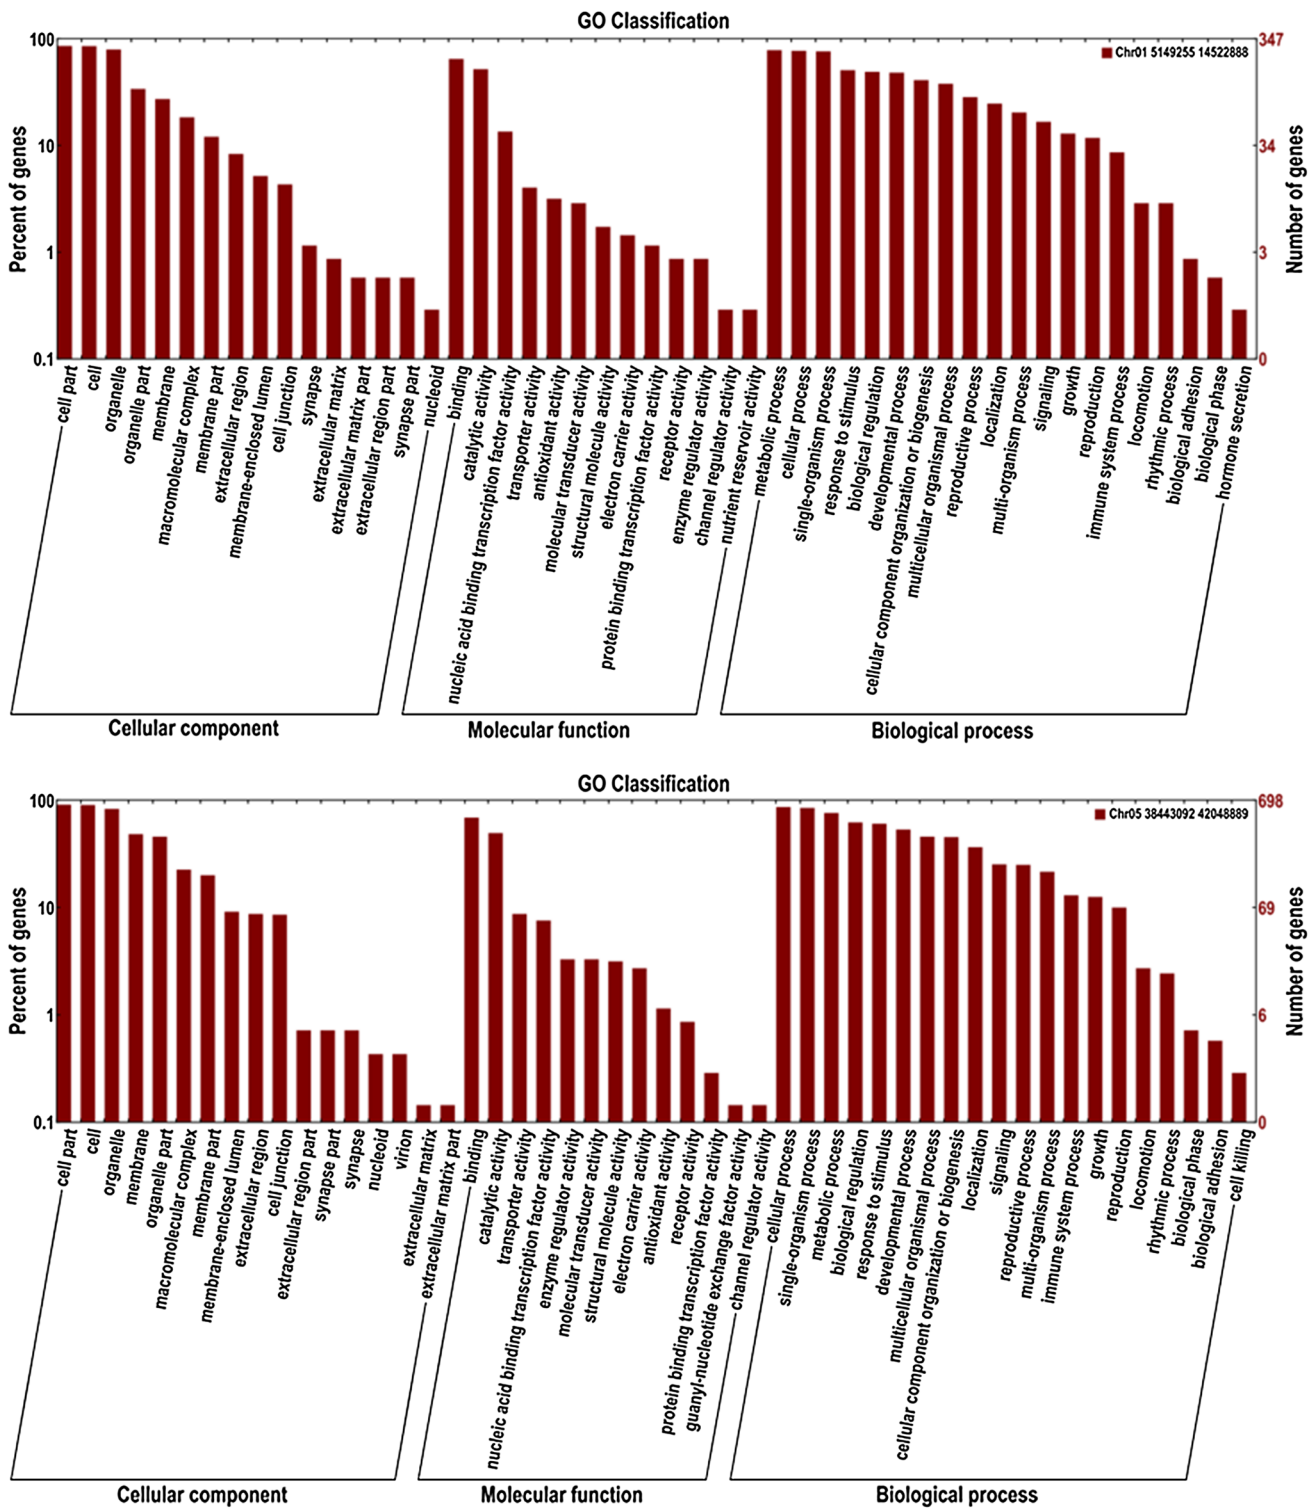 GO Classification
100
10
1
0.1
Percent of genes
347
34
3
0
Number of genes
Chr01 5149255 14522888
cell part
cell
organelle
organelle part
membrane
macromolecular complex
membrane part
extracellular region
membrane-enclosed lumen
cell junction
synapse
extracellular matrix
extracellular matrix part
extracellular region part
synapse part
nucleoid
binding
catalytic activity
nucleic acid binding transcription factor activity
transporter activity
antioxidant activity
molecular transducer activity
structural molecule activity
electron carrier activity
protein binding transcription factor activity
receptor activity
enzyme regulator activity
channel regulator activity
nutrient reservoir activity
metabolic process
cellular process
single-organism process
response to stimulus
biological regulation
developmental process
cellular component organization or biogenesis
multicellular organismal process
reproductive process
localization
multi-organism process
signaling
growth
reproduction
immune system process
locomotion
rhythmic process
biological adhesion
biological phase
hormone secretion
Cellular component
Molecular function
Biological process
GO Classification
100
10
1
0.1
Percent of genes
698
69
6
0
Number of genes
Chr05 38443092 42048889
cell part
cell
organelle
membrane
organelle part
macromolecular complex
membrane part
membrane-enclosed lumen
extracellular region
cell junction
extracellular region part
synapse part
synapse
nucleoid
virion
extracellular matrix
extracellular matrix part
binding
catalytic activity
transporter activity
nucleic acid binding transcription factor activity
enzyme regulator activity
molecular transducer activity
structural molecule activity
electron carrier activity
antioxidant activity
receptor activity
protein binding transcription factor activity
guanyl-nucleotide exchange factor activity
channel regulator activity
cellular process
single-organism process
metabolic process
biological regulation
response to stimulus
developmental process
multicellular organismal process
cellular component organization or biogenesis
localization
signaling
reproductive process
multi-organism process
immune system process
growth
reproduction
locomotion
rhythmic process
biological phase
biological adhesion
cell killing
Cellular component
Molecular function
Biological process